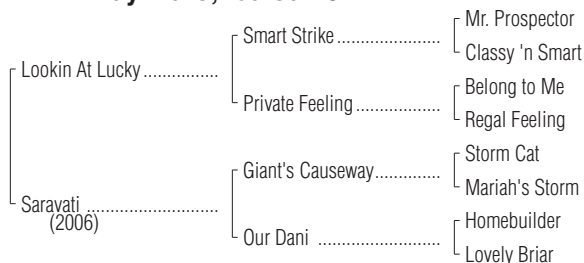 Mr. Prospector
Smart Strike ...................
Classy 'n Smart
Lookin At Lucky ...............
Belong to Me
Private Feeling .................
Regal Feeling
Storm Cat
Giant's Causeway..............
Mariah's Storm
Saravati ..........................
(2006)
Homebuilder
Our Dani .........................
Lovely Briar